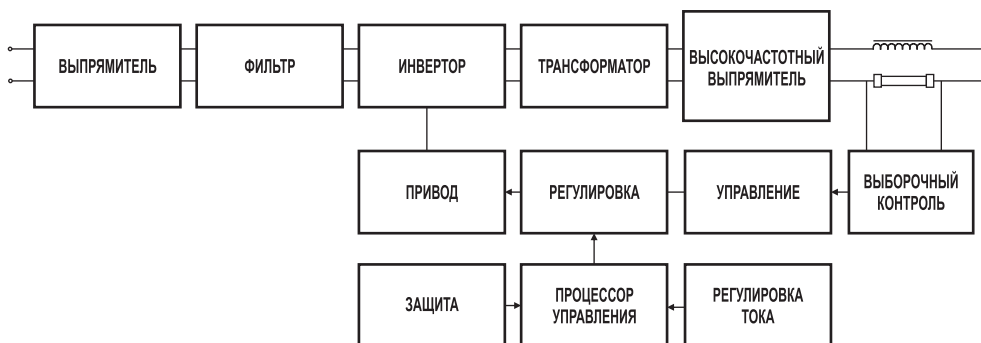 ВЫПРЯМИТЕЛЬ
ФИЛЬТР
ИНВЕРТОР
ТРАНСФОРМАТОР
ВЫСОКОЧАСТОТНЫЙ
ВЫПРЯМИТЕЛЬ
ПРИВОД
РЕГУЛИРОВКА
УПРАВЛЕНИЕ
ВЫБОРОЧНЫЙ
КОНТРОЛЬ
ЗАЩИТА
ПРОЦЕССОР
УПРАВЛЕНИЯ
РЕГУЛИРОВКА
ТОКА